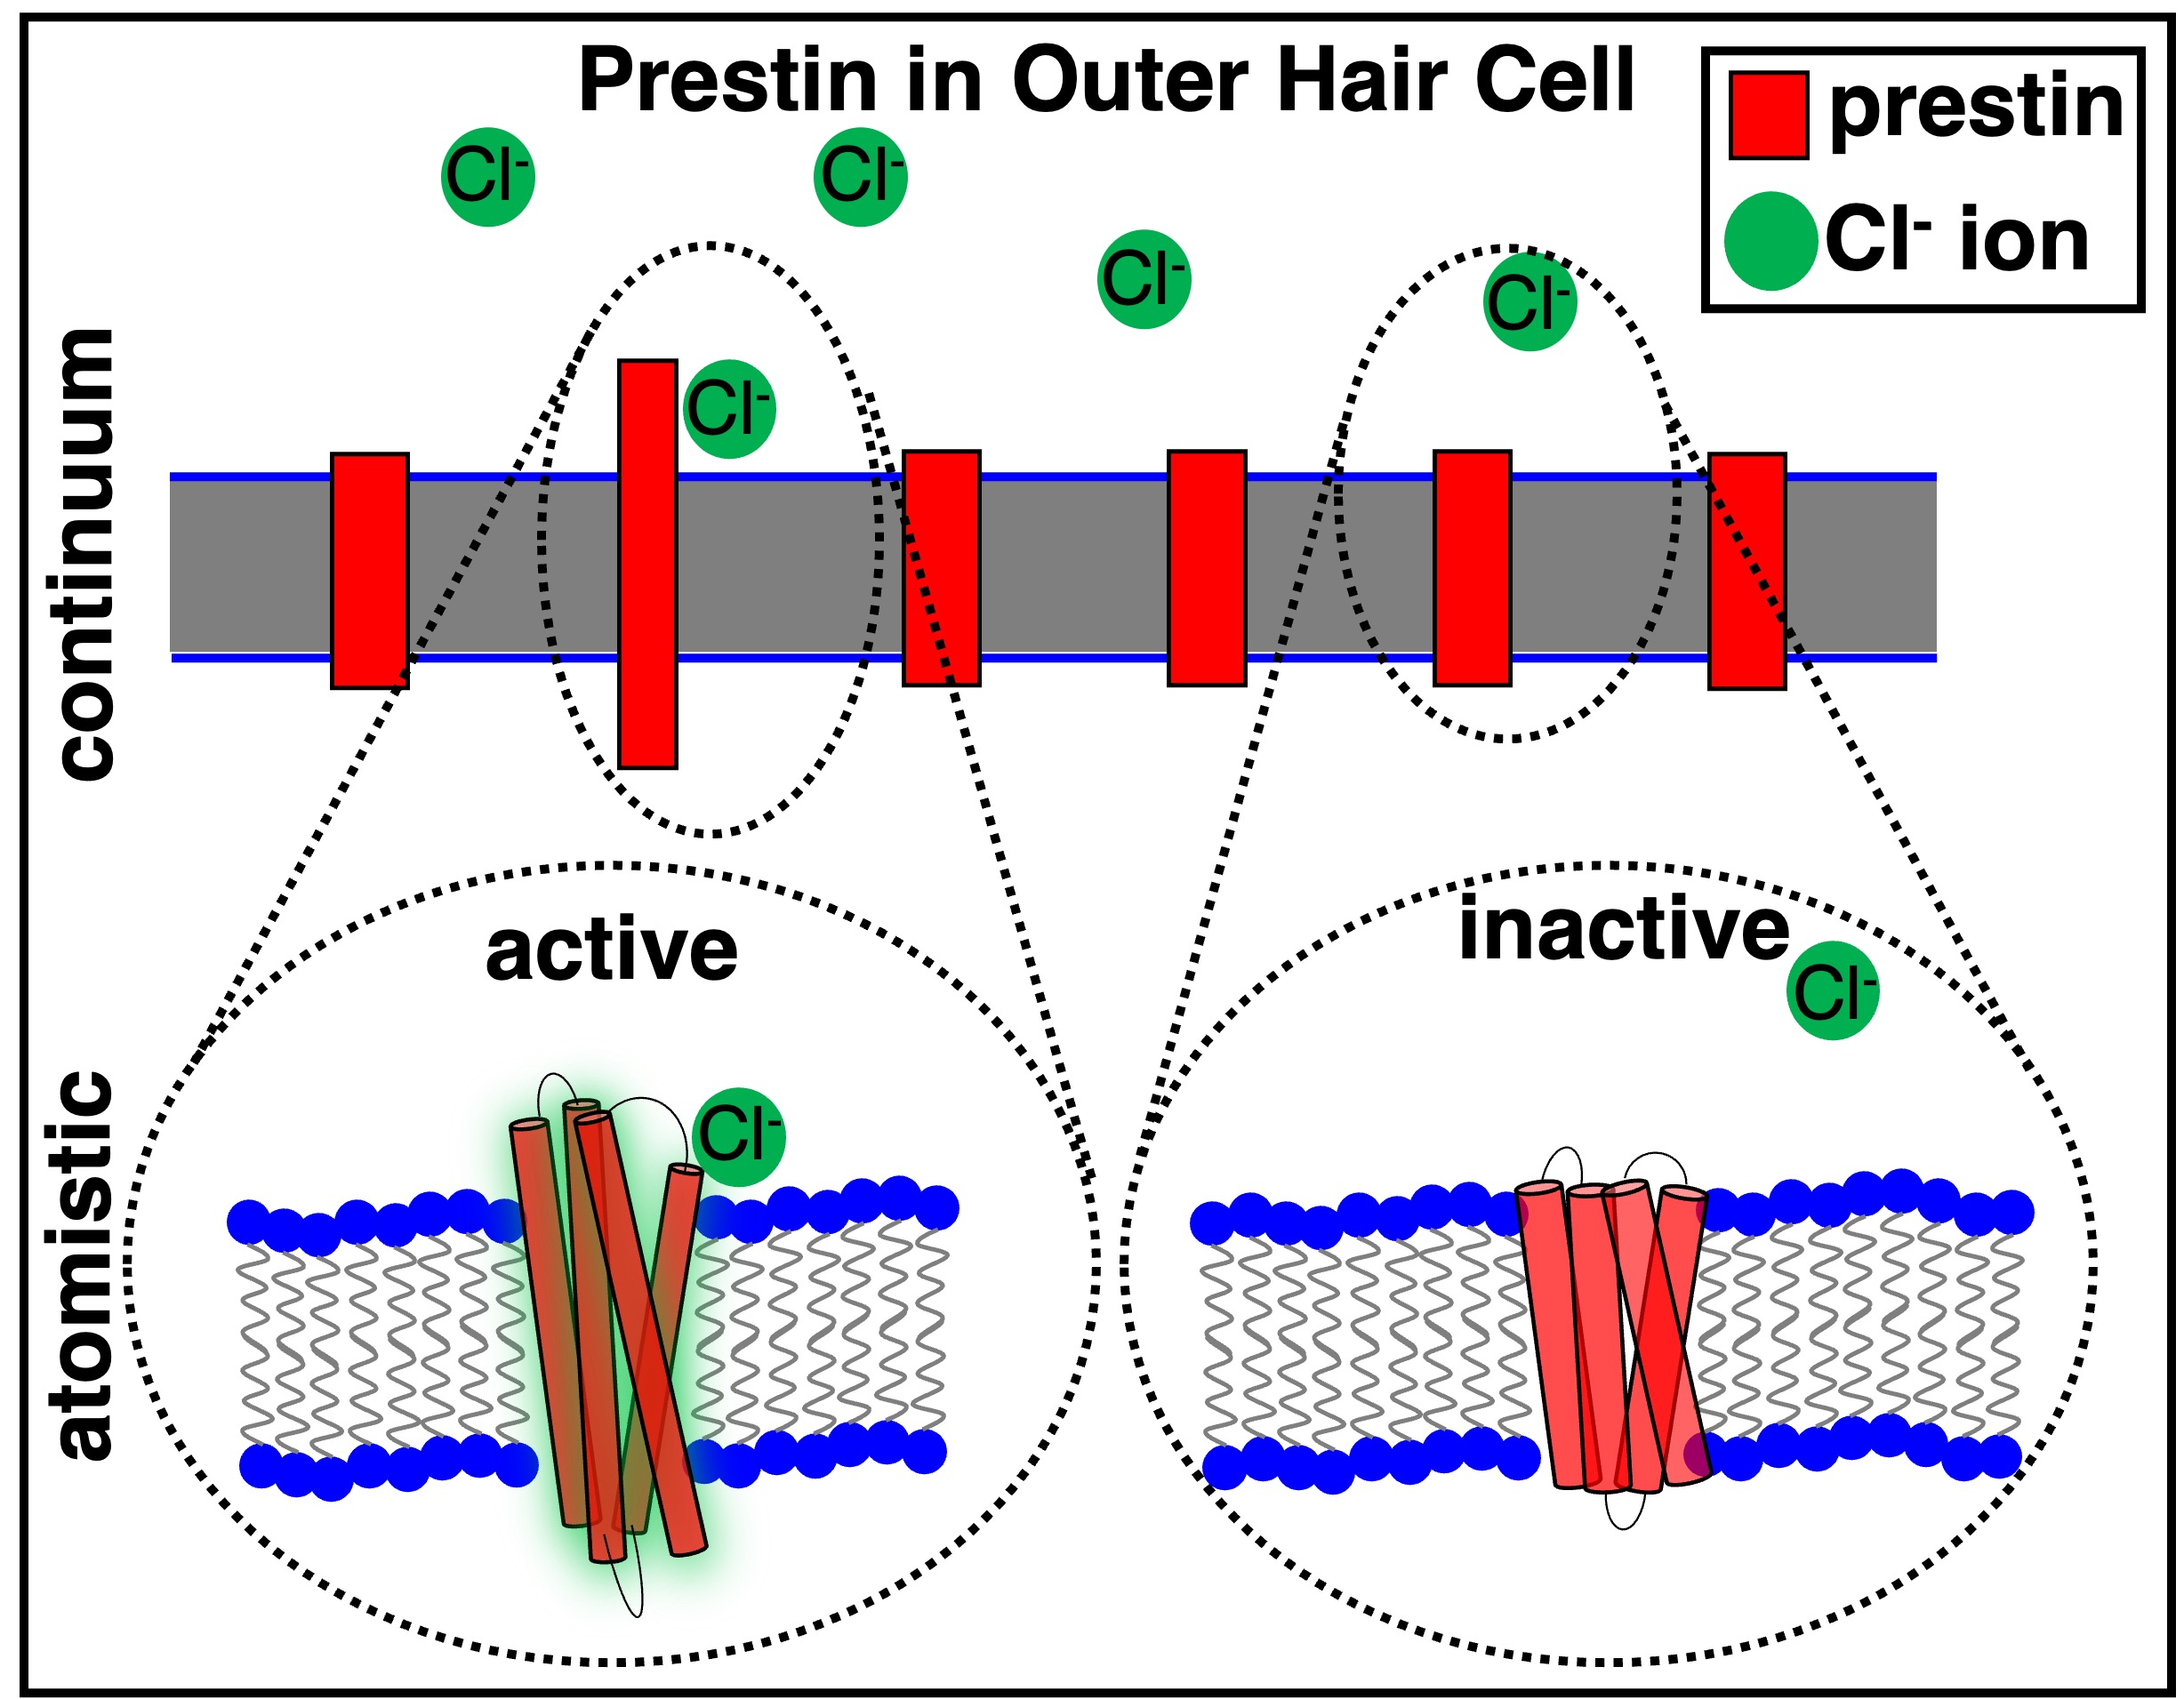 Prestin in Outer Hair Cell
prestin
Cl- ion
Cl-
Cl-
Cl-
Cl-
Cl-
continuum
active
inactive
Cl-
Cl-
atomistic